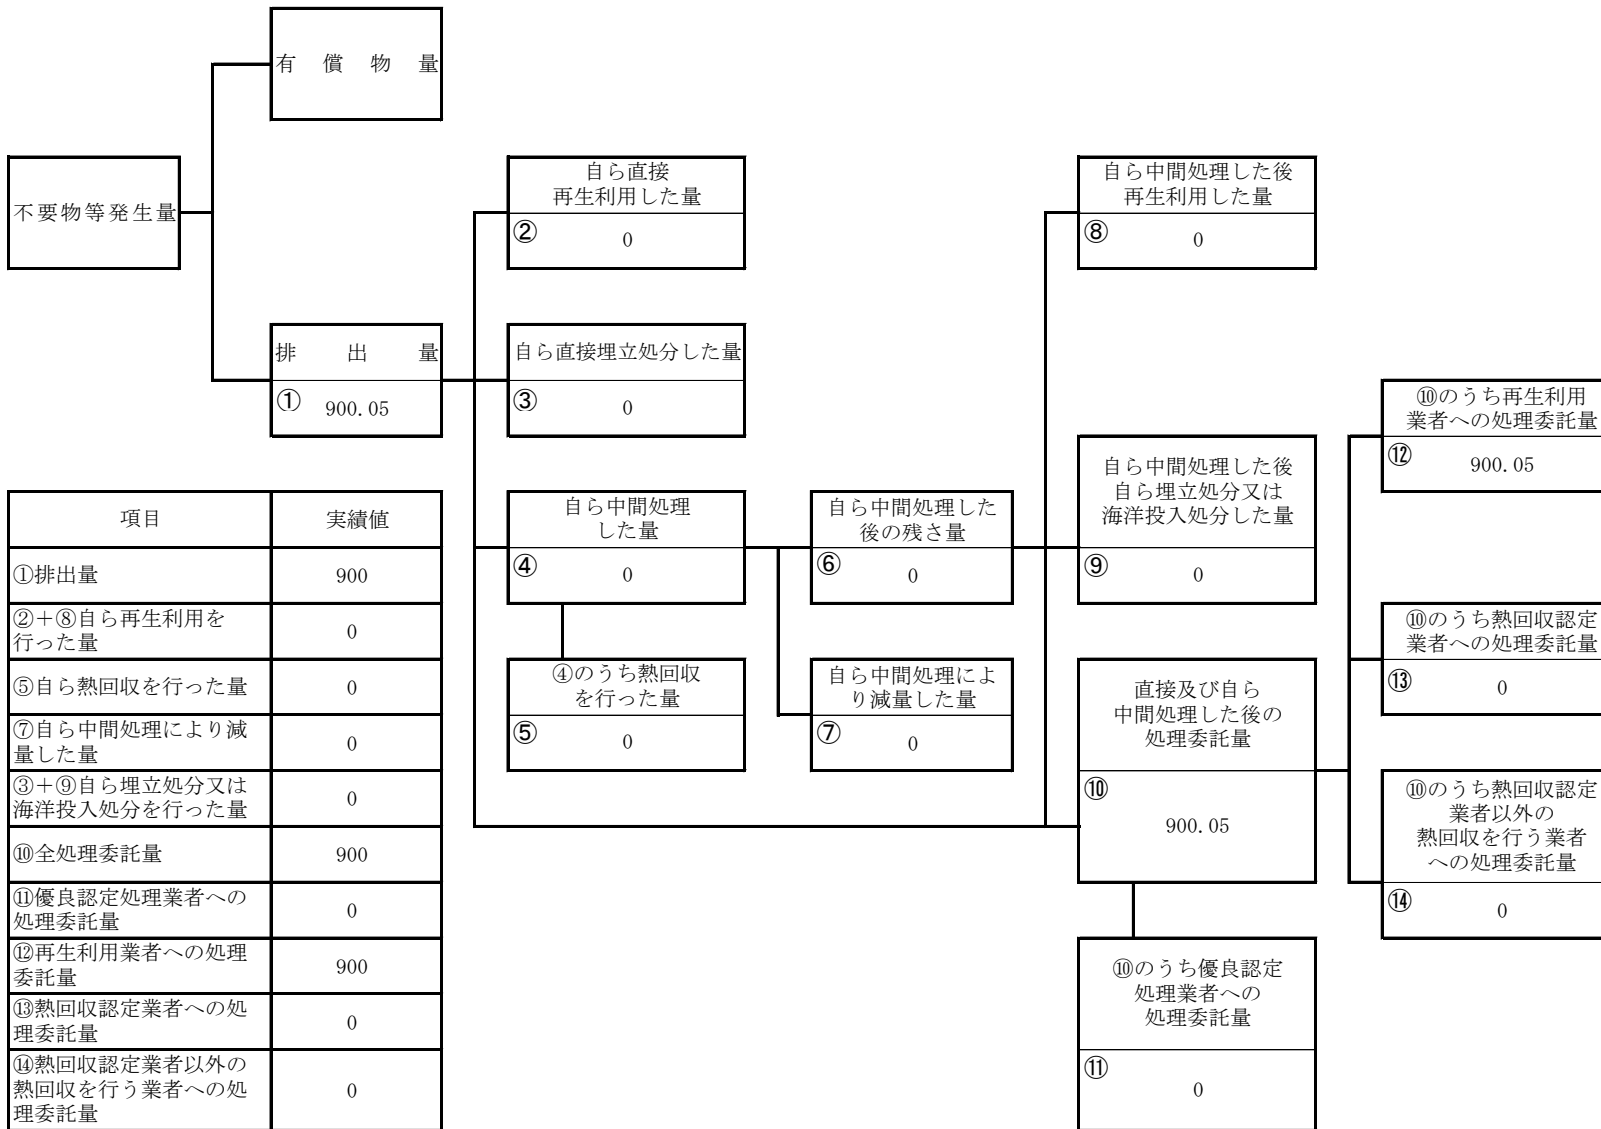 有償物量
不要物等発生量
排出量
① 900.05
自ら直接
再生利用した量
② 0
自ら直接埋立処分した量
③ 0
自ら中間処理
した量
④ 0
④のうち熱回収
を行った量
⑤ 0
自ら中間処理した
後の残さ量
⑥ 0
自ら中間処理によ
り減量した量
⑦ 0
自ら中間処理した後
再生利用した量
⑧ 0
自ら中間処理した後
自ら埋立処分又は
海洋投入処分した量
⑨ 0
直接及び自ら
中間処理した後の
処理委託量
⑩
900.05
⑩のうち優良認定
処理業者への
処理委託量
⑪
0
⑩のうち再生利用
業者への処理委託量
⑫ 900.05
⑩のうち熱回収認定
業者への処理委託量
⑬ 0
⑩のうち熱回収認定
業者以外の
熱回収を行う業者
への処理委託量
⑭ 0
項目 実績値
①排出量 900
②+⑧自ら再生利用を
行った量 0
⑤自ら熱回収を行った量 0
⑦自ら中間処理により減
量した量 0
③+⑨自ら埋立処分又は
海洋投入処分を行った量 0
⑩全処理委託量 900
⑪優良認定処理業者への
処理委託量 0
⑫再生利用業者への処理
委託量 900
⑬熱回収認定業者への処
理委託量 0
⑭熱回収認定業者以外の
熱回収を行う業者への処
理委託量 0